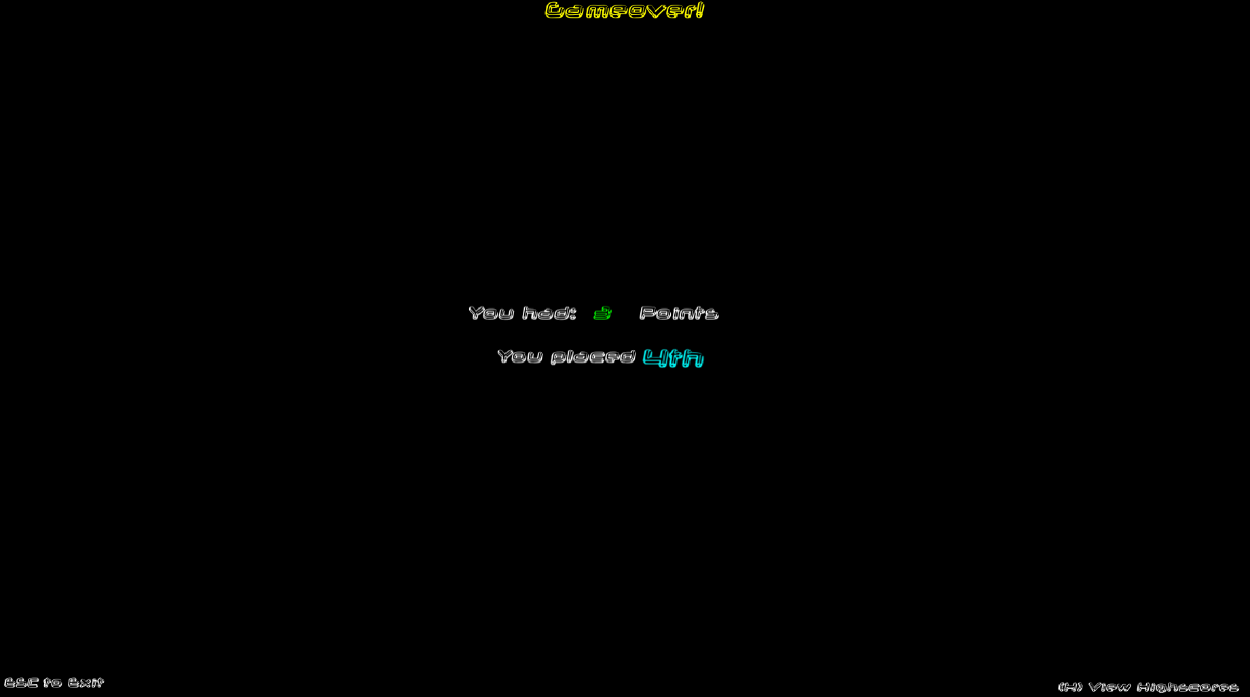 Gameover!
You had: 3 Points
You placed 4th
ESC to Exit
(H) View Highscores